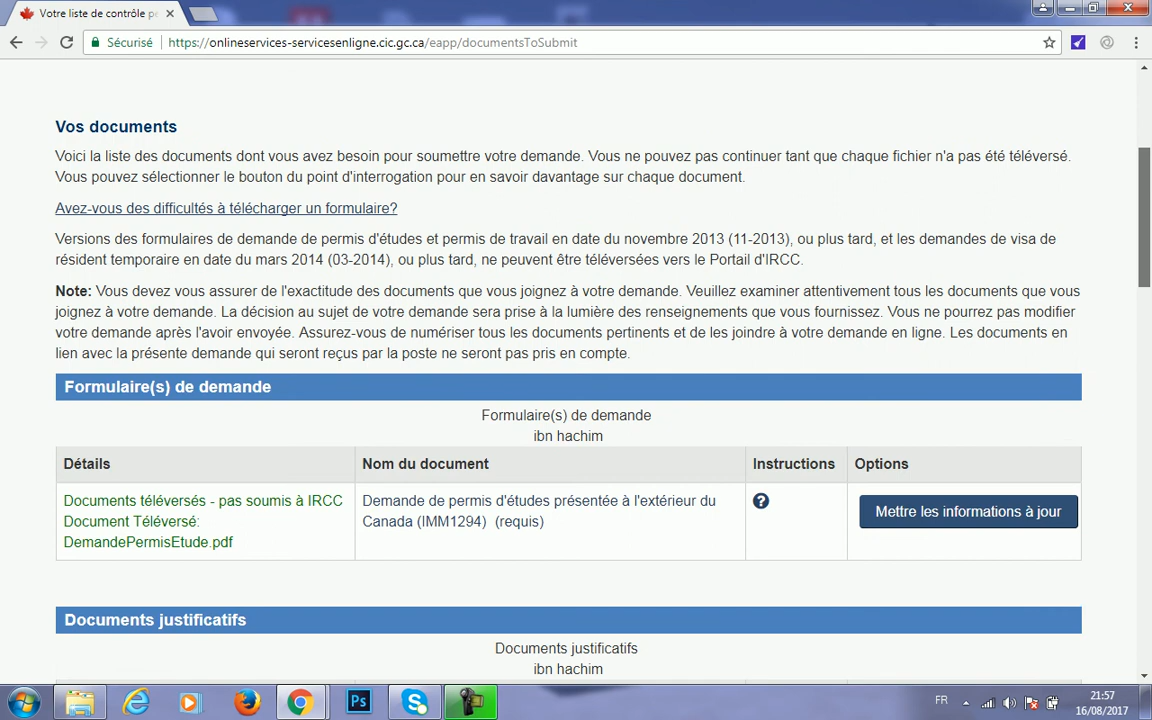 Votre liste de contrôle pe
Sécurisé
https://onlineservices-servicesenligne.cic.gc.ca/eapp/documentsToSubmit
Vos documents
Voici la liste des documents dont vous avez besoin pour soumettre votre demande. Vous ne pouvez pas continuer tant que chaque fichier n'a pas été téléversé.
Vous pouvez sélectionner le bouton du point d'interrogation pour en savoir davantage sur chaque document.
Avez-vous des difficultés à télécharger un formulaire?
Versions des formulaires de demande de permis d'études et permis de travail en date du novembre 2013 (11-2013), ou plus tard, et les demandes de visa de
résident temporaire en date du mars 2014 (03-2014), ou plus tard, ne peuvent être téléversées vers le Portail d'IRCC.
Note: Vous devez vous assurer de l'exactitude des documents que vous joignez à votre demande. Veuillez examiner attentivement tous les documents que vous
joignez à votre demande. La décision au sujet de votre demande sera prise à la lumière des renseignements que vous fournissez. Vous ne pourrez pas modifier
votre demande après l'avoir envoyée. Assurez-vous de numériser tous les documents pertinents et de les joindre à votre demande en ligne. Les documents en
lien avec la présente demande qui seront reçus par la poste ne seront pas pris en compte.
Formulaire(s) de demande
Formulaire(s) de demande
ibn hachim
Détails
Nom du document
Instructions
Options
Documents téléversés - pas soumis à IRCC
Document Téléversé:
DemandePermisEtude.pdf
Demande de permis d'études présentée à l'extérieur du
Canada (IMM1294) (requis)
?
Mettre les informations à jour
Documents justificatifs
Documents justificatifs
ibn hachim
Ps
FR
21:57
16/08/2017